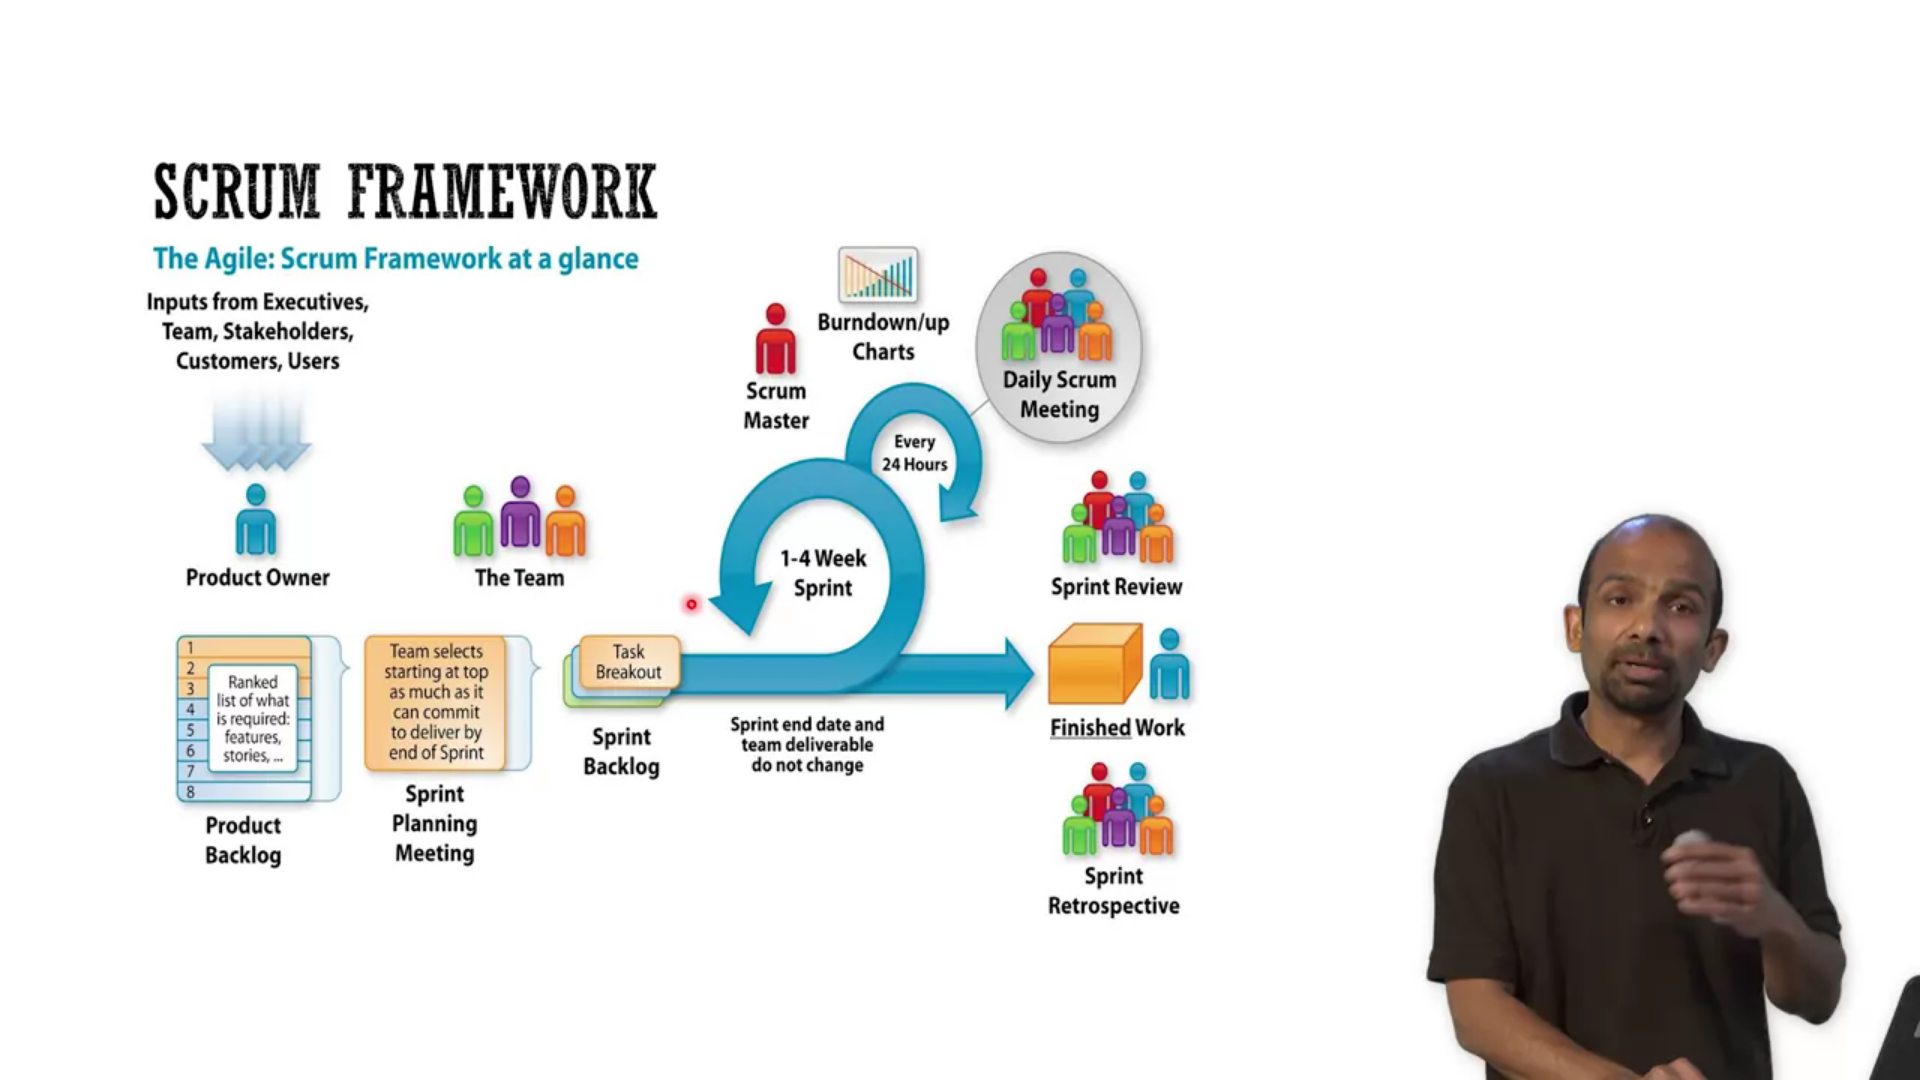 SCRUM FRAMEWORK
The Agile: Scrum Framework at a glance
Inputs from Executives,
Team, Stakeholders,
Customers, Users
Product Owner
The Team
Scrum
Master
Burndown/up
Charts
Daily Scrum
Meeting
Every
24 Hours
1-4 Week
Sprint
Sprint Review
1
2
3
4
5
6
7
8
Ranked
list of what
is required:
features,
stories, ...
Product
Backlog
Team selects
starting at top
as much as it
can commit
to deliver by
end of Sprint
Sprint
Planning
Meeting
Task
Breakout
Sprint
Backlog
Sprint end date and
team deliverable
do not change
Finished Work
Sprint
Retrospective